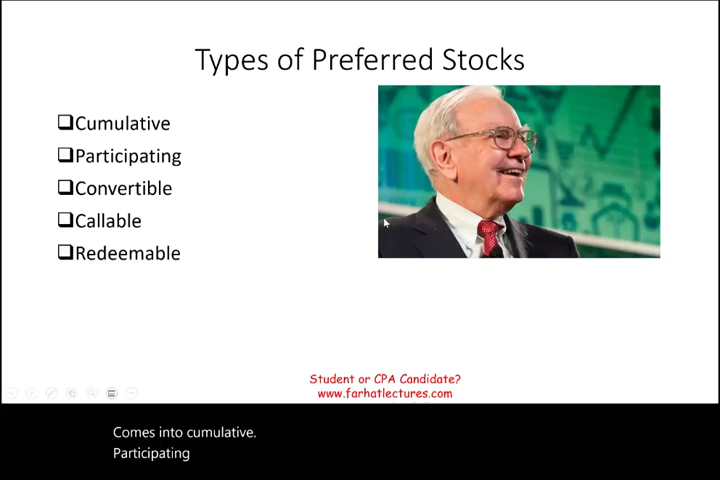 Types of Preferred Stocks
Cumulative
Participating
Convertible
Callable
Redeemable
Student or CPA Candidate?
www.farhatlectures.com
Comes into cumulative.
Participating